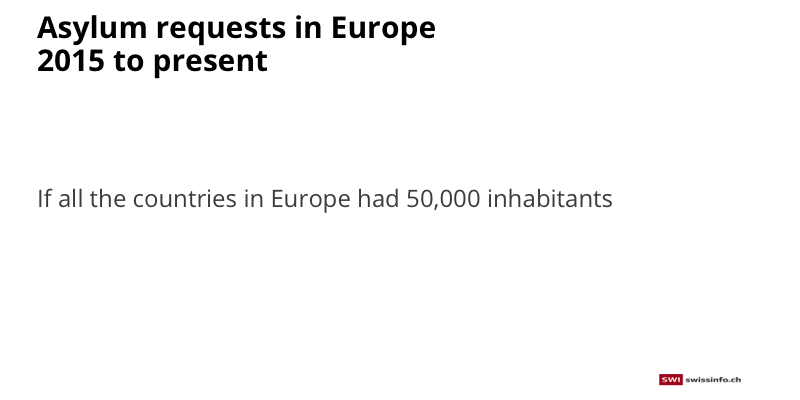 Asylum requests in Europe
2015 to present
If all the countries in Europe had 50,000 inhabitants
SWI swissinfo.ch